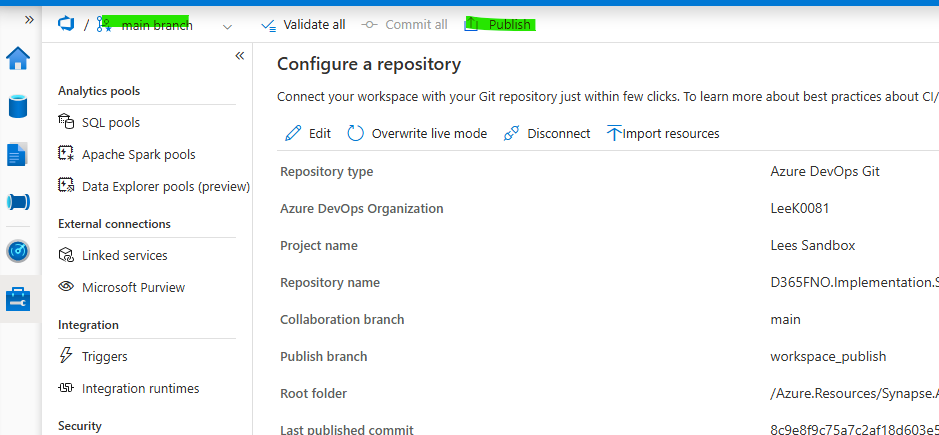 » / main branch Validate all Commit all Publish
«
Analytics pools
SQL pools
Apache Spark pools
Data Explorer pools (preview)
External connections
Linked services
Microsoft Purview
Integration
Triggers
Integration runtimes
Security
Configure a repository
Connect your workspace with your Git repository just within few clicks. To learn more about best practices about CI/
Edit Overwrite live mode Disconnect Import resources
Repository type Azure DevOps Git
Azure DevOps Organization LeeK0081
Project name Lees Sandbox
Repository name D365FNO.Implementation.S
Collaboration branch main
Publish branch workspace_publish
Root folder /Azure.Resources/Synapse.A
Last published commit 8c9e8f9c75a7c2af18d603e5